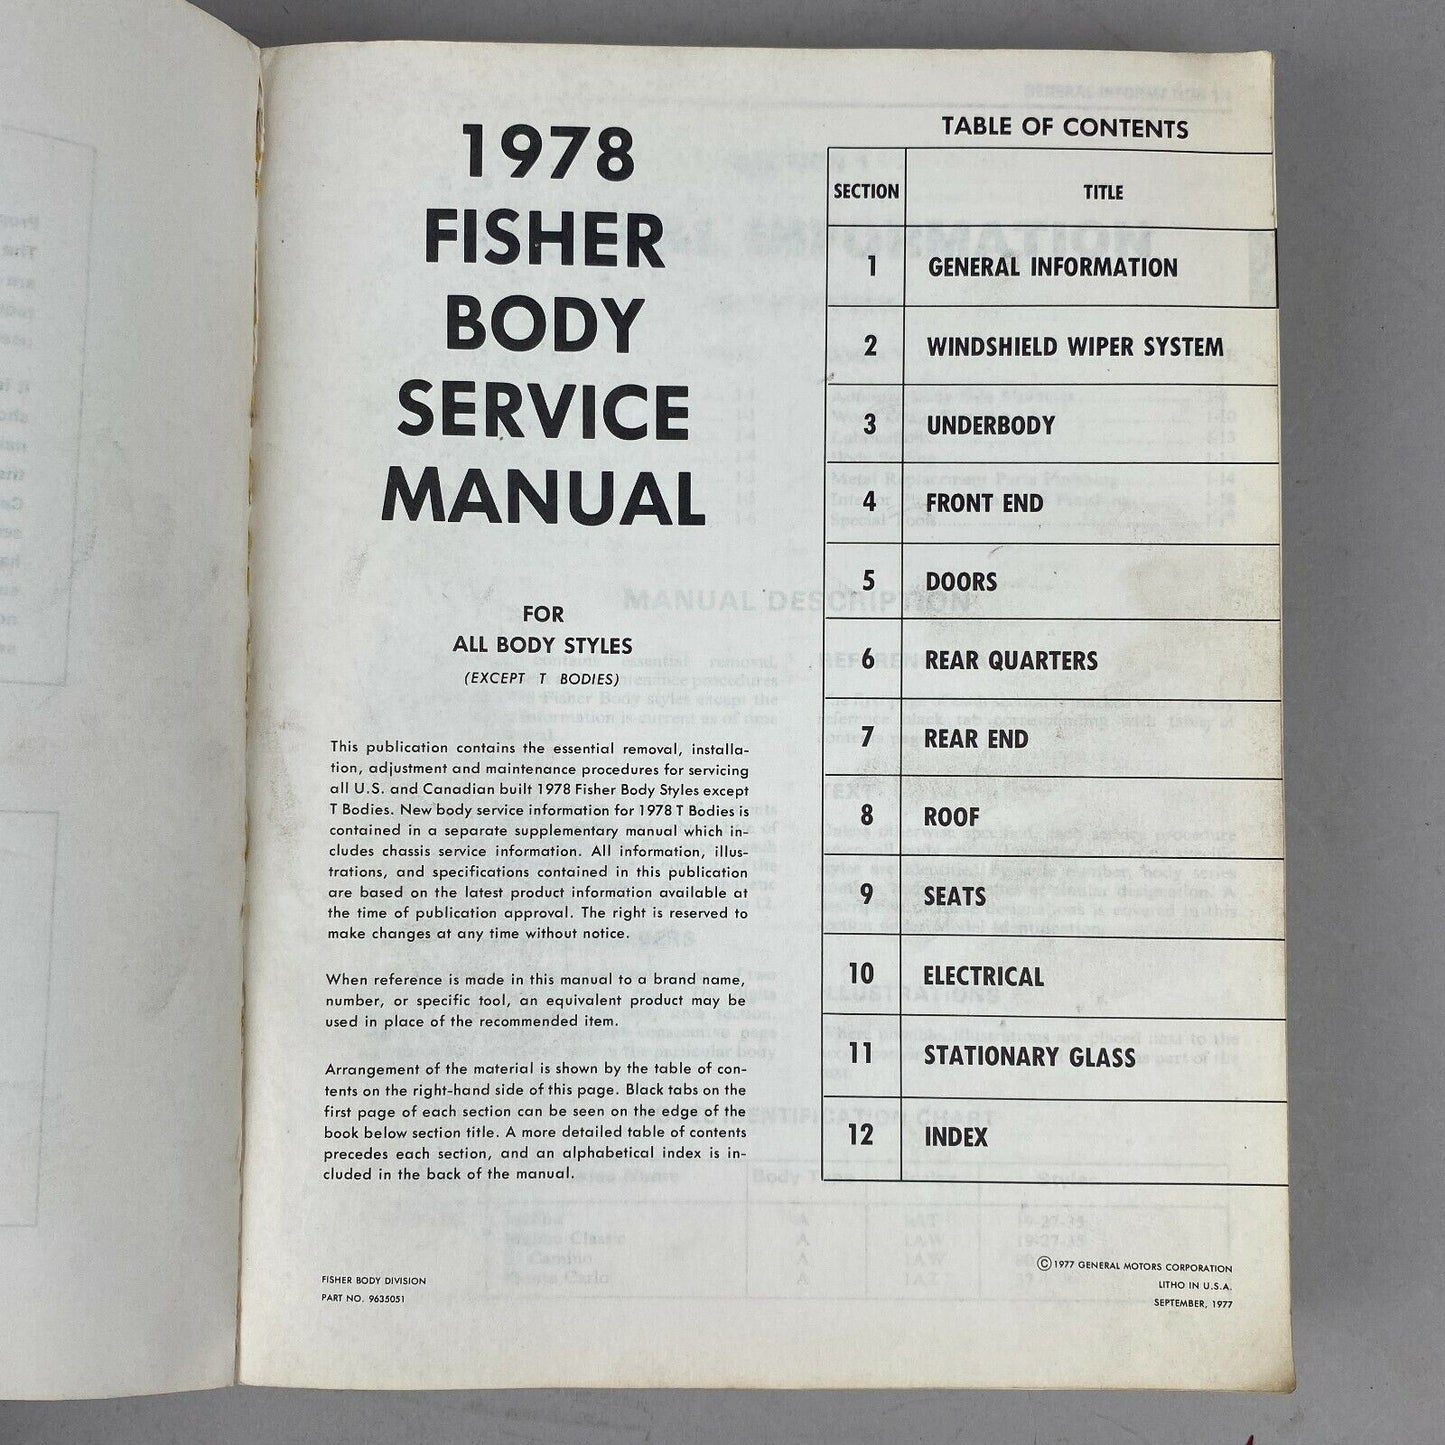 1978
FISHER
BODY
SERVICE
MANUAL
FOR
ALL BODY STYLES
(EXCEPT T BODIES)
This publication contains the essential removal, installa-
tion, adjustment and maintenance procedures for servicing
all U.S. and Canadian built 1978 Fisher Body Styles except
T Bodies. New body service information for 1978 T Bodies is
contained in a separate supplementary manual which in-
cludes chassis service information. All information, illus-
trations, and specifications contained in this publication
are based on the latest product information available at
the time of publication approval. The right is reserved to
make changes at any time without notice.
When reference is made in this manual to a brand name,
number, or specific tool, an equivalent product may be
used in place of the recommended item.
Arrangement of the material is shown by the table of con-
tents on the right-hand side of this page. Black tabs on the
first page of each section can be seen on the edge of the
book below section title. A more detailed table of contents
precedes each section, and an alphabetical index is in-
cluded in the back of the manual.
FISHER BODY DIVISION
PART NO. 9635051
TABLE OF CONTENTS
SECTION TITLE
1 GENERAL INFORMATION
2 WINDSHIELD WIPER SYSTEM
3 UNDERBODY
4 FRONT END
5 DOORS
6 REAR QUARTERS
7 REAR END
8 ROOF
9 SEATS
10 ELECTRICAL
11 STATIONARY GLASS
12 INDEX
©1977 GENERAL MOTORS CORPORATION
LITHO IN U.S.A.
SEPTEMBER, 1977